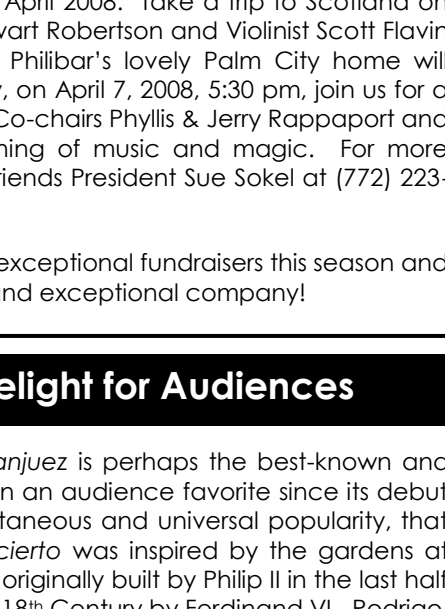 April 2008. Take a trip to Scotland on
wart Robertson and Violinist Scott Flavin
Philibar's lovely Palm City home will
, on April 7, 2008, 5:30 pm, join us for a
Co-chairs Phyllis & Jerry Rappaport and
ning of music and magic. For more
riends President Sue Sokel at (772) 223-
exceptional fundraisers this season and
and exceptional company!
elight for Audiences
anjuez is perhaps the best-known and
n an audience favorite since its debut
taneous and universal popularity, that
cierto was inspired by the gardens at
originally built by Philip II in the last half
18th Century by Ferdinand VI. Rodrigo